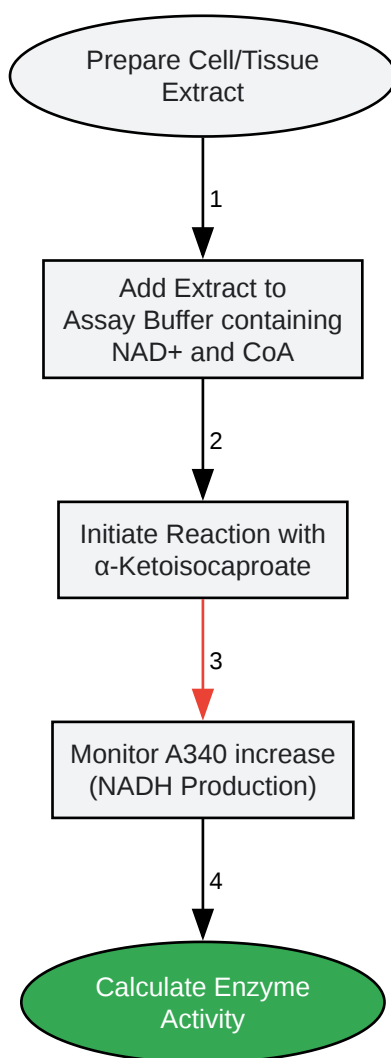 Prepare Cell/Tissue
Extract
1
Add Extract to
Assay Buffer containing
NAD+ and CoA
2
Initiate Reaction with
α-Ketoisocaproate
3
Monitor A340 increase
(NADH Production)
4
Calculate Enzyme
Activity